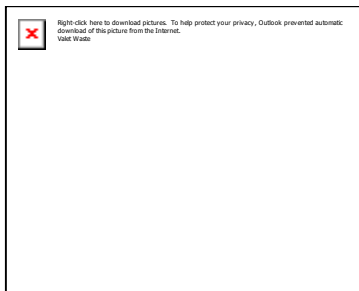 Right-click here to download pictures. To help protect your privacy, Outlook prevented automatic
download of this picture from the Internet.
Valet Waste